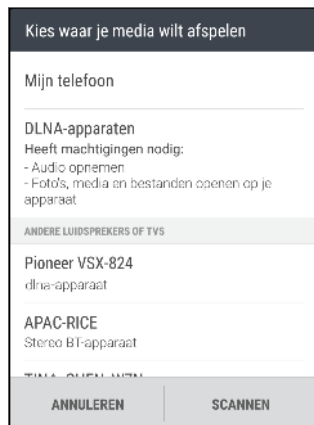 Kies waar je media wilt afspelen
Mijn telefoon
DLNA-apparaten
Heeft machtigingen nodig:
- Audio opnemen
- Foto's, media en bestanden openen op je
apparaat
ANDERE LUIDSPREKERS OF TVS
Pioneer VSX-824
dlna-apparaat
APAC-RICE
Stereo BT-apparaat
ANNULEREN
SCANNEN